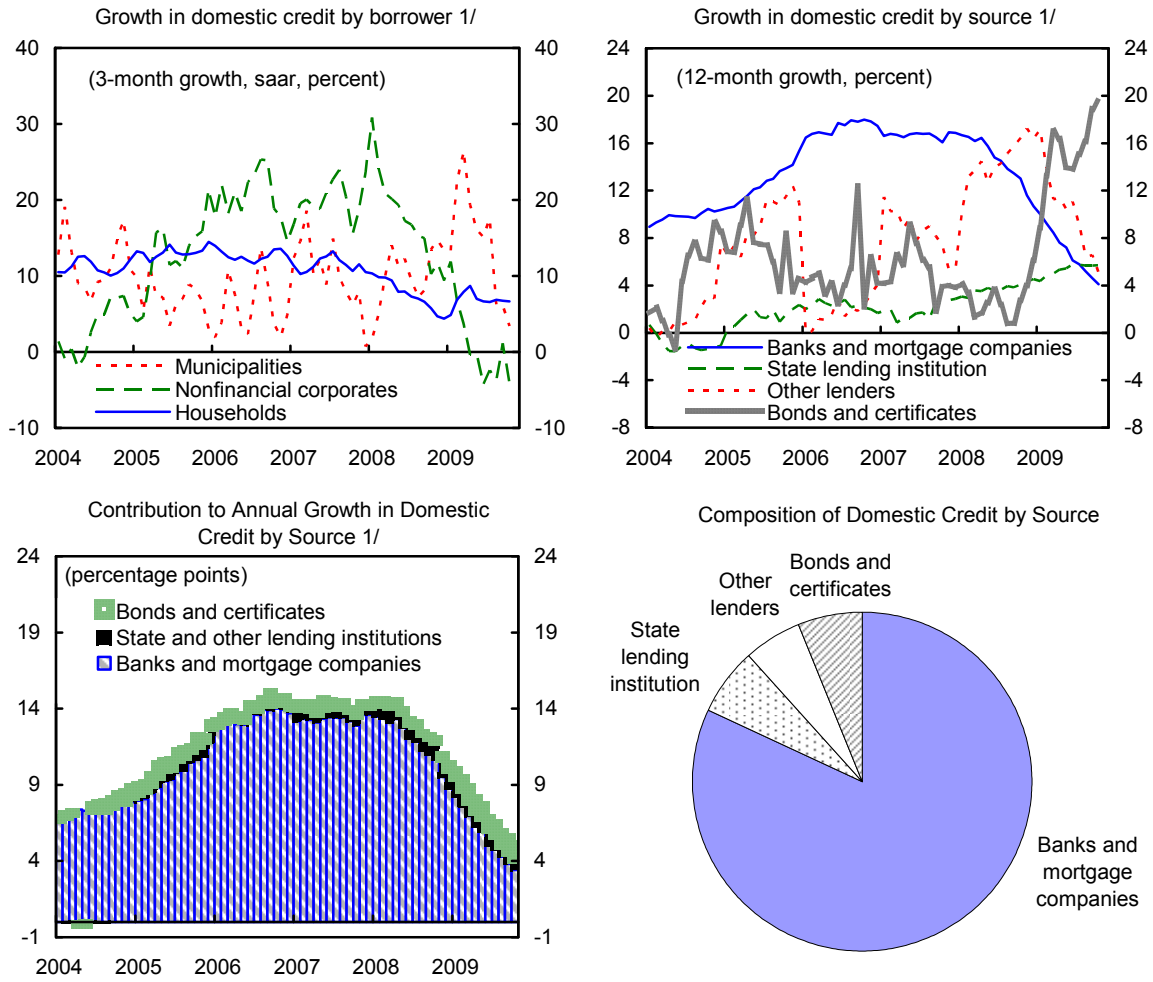 Growth in domestic credit by borrower 1/
40
30
20
10
0
-10
40
30
20
10
0
-10
(3-month growth, saar, percent)
Municipalities
Nonfinancial corporates
Households
2004 2005 2006 2007 2008 2009
Growth in domestic credit by source 1/
24
20
16
12
8
4
0
-4
-8
24
20
16
12
8
4
0
-4
-8
(12-month growth, percent)
Banks and mortgage companies
State lending institution
Other lenders
Bonds and certificates
2004 2005 2006 2007 2008 2009
Contribution to Annual Growth in Domestic
Credit by Source 1/
24
19
14
9
4
-1
24
19
14
9
4
-1
(percentage points)
Bonds and certificates
State and other lending institutions
Banks and mortgage companies
2004 2005 2006 2007 2008 2009
Composition of Domestic Credit by Source
Bonds and
certificates
Other
lenders
State
lending
institution
Banks and
mortgage
companies